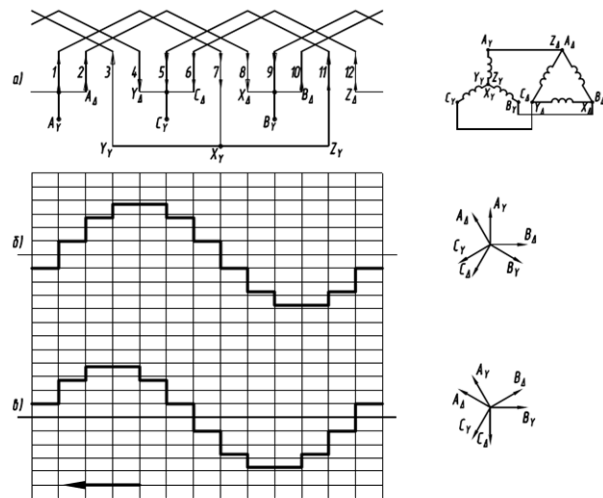 A_Y Z_Δ A_Δ
Y_Y Z_Y
X_Y
C_Y B_Y C_Δ Y_Δ X_Δ B_Δ
а) 1 2 3 4 5 6 7 8 9 10 11 12
A_Δ Y_Δ C_Δ X_Δ B_Δ Z_Δ
A_Y C_Y B_Y
Y_Y X_Y Z_Y
б)
A_Δ A_Y
B_Δ
C_Y
C_Δ B_Y
в)
A_Y B_Δ
A_Δ
C_Y C_Δ B_Y